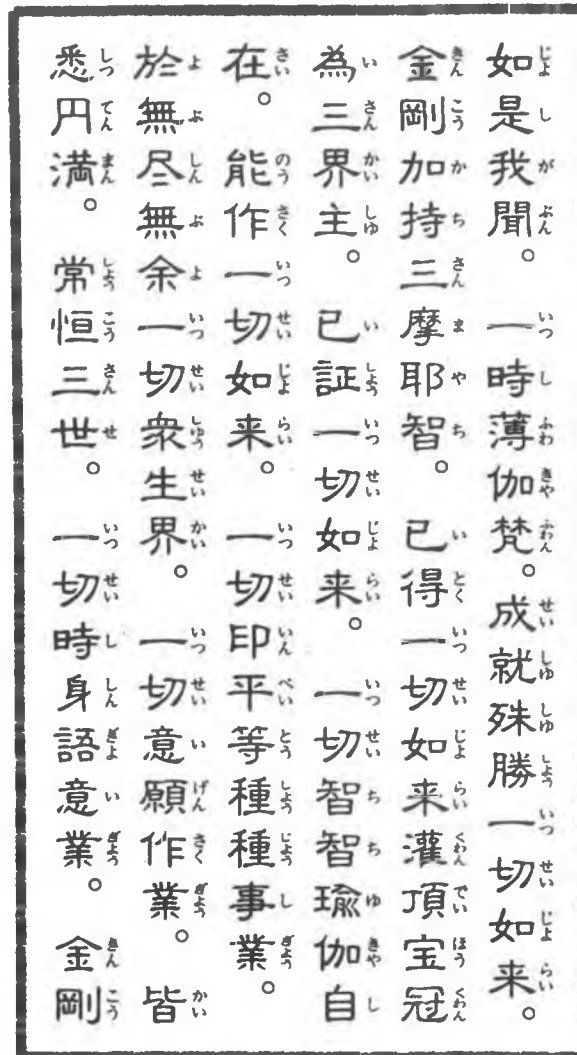 如是我聞。一時薄伽梵。成就殊勝一切如来。
金剛加持三摩耶智。已得一切如来灌頂宝冠
為三界主。已証一切如来。一切智智瑜伽自
在。能作一切如来。一切印平等種種事業。
於無尽無余一切衆生界。一切意願作業。皆
悉円満。常恒三世。一切時身語意業。金剛